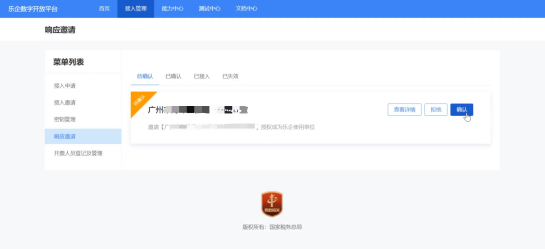 乐企数字开放平台 首页 接入管理 能力中心 测试中心 文档中心
响应邀请
菜单列表
接入申请
接入邀请
密钥管理
响应邀请
开票人员登记放管理
待确认 已确认 已接入 已失效
待确认
广州
查看详情 拒绝 确认
邀请【广 】, 授权成为乐企使用单位
版权所有：国家税务总局